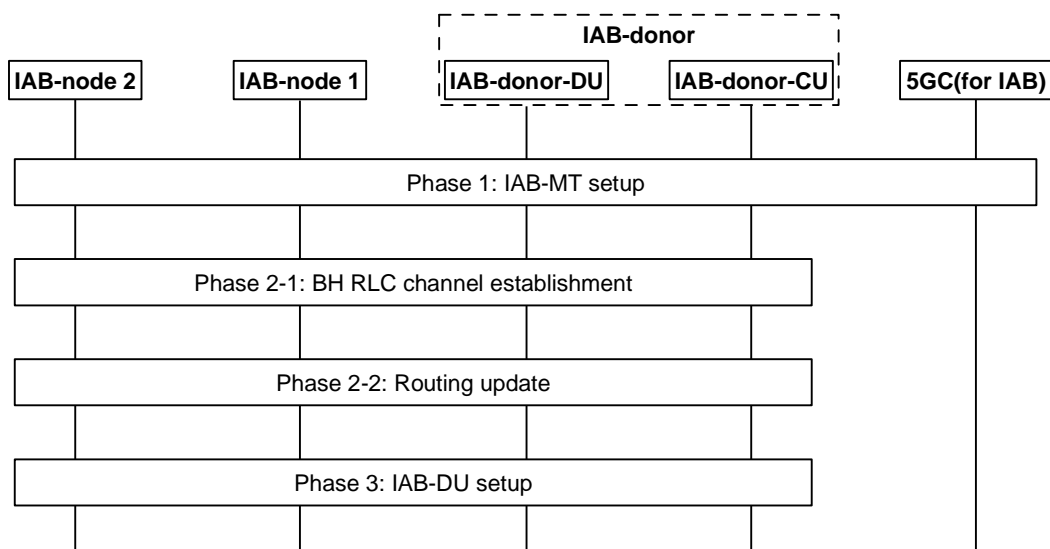 IAB-donor
IAB-node 2 IAB-node 1 IAB-donor-DU IAB-donor-CU 5GC(for IAB)
Phase 1: IAB-MT setup
Phase 2-1: BH RLC channel establishment
Phase 2-2: Routing update
Phase 3: IAB-DU setup